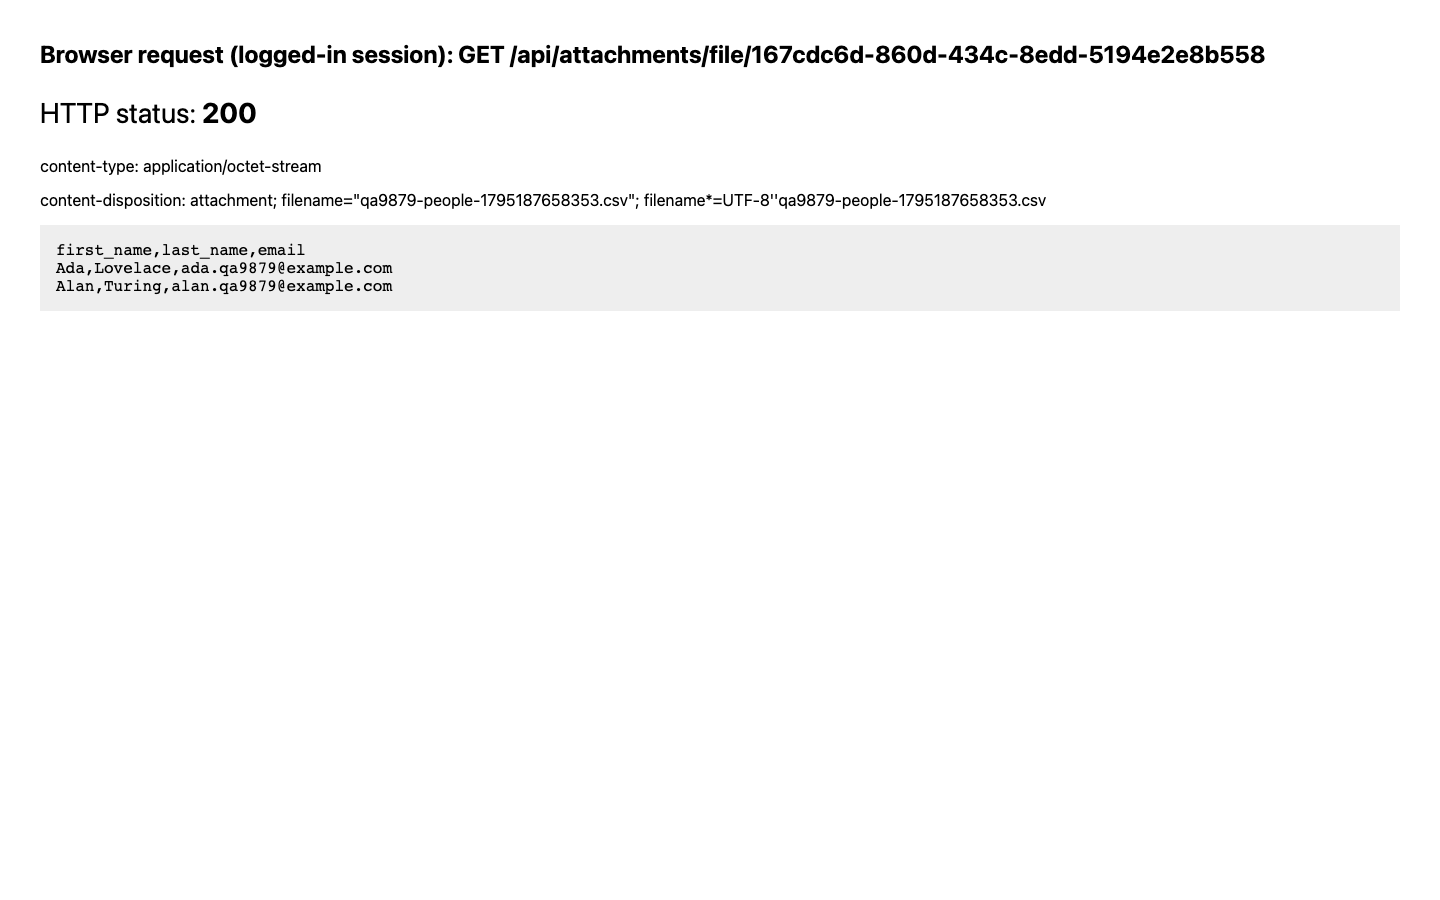 Browser request (logged-in session): GET /api/attachments/file/167cdc6d-860d-434c-8edd-5194e2e8b558
HTTP status: 200
content-type: application/octet-stream
content-disposition: attachment; filename="qa9879-people-1795187658353.csv"; filename*=UTF-8''qa9879-people-1795187658353.csv
first_name,last_name,email
Ada,Lovelace,ada.qa9879@example.com
Alan,Turing,alan.qa9879@example.com